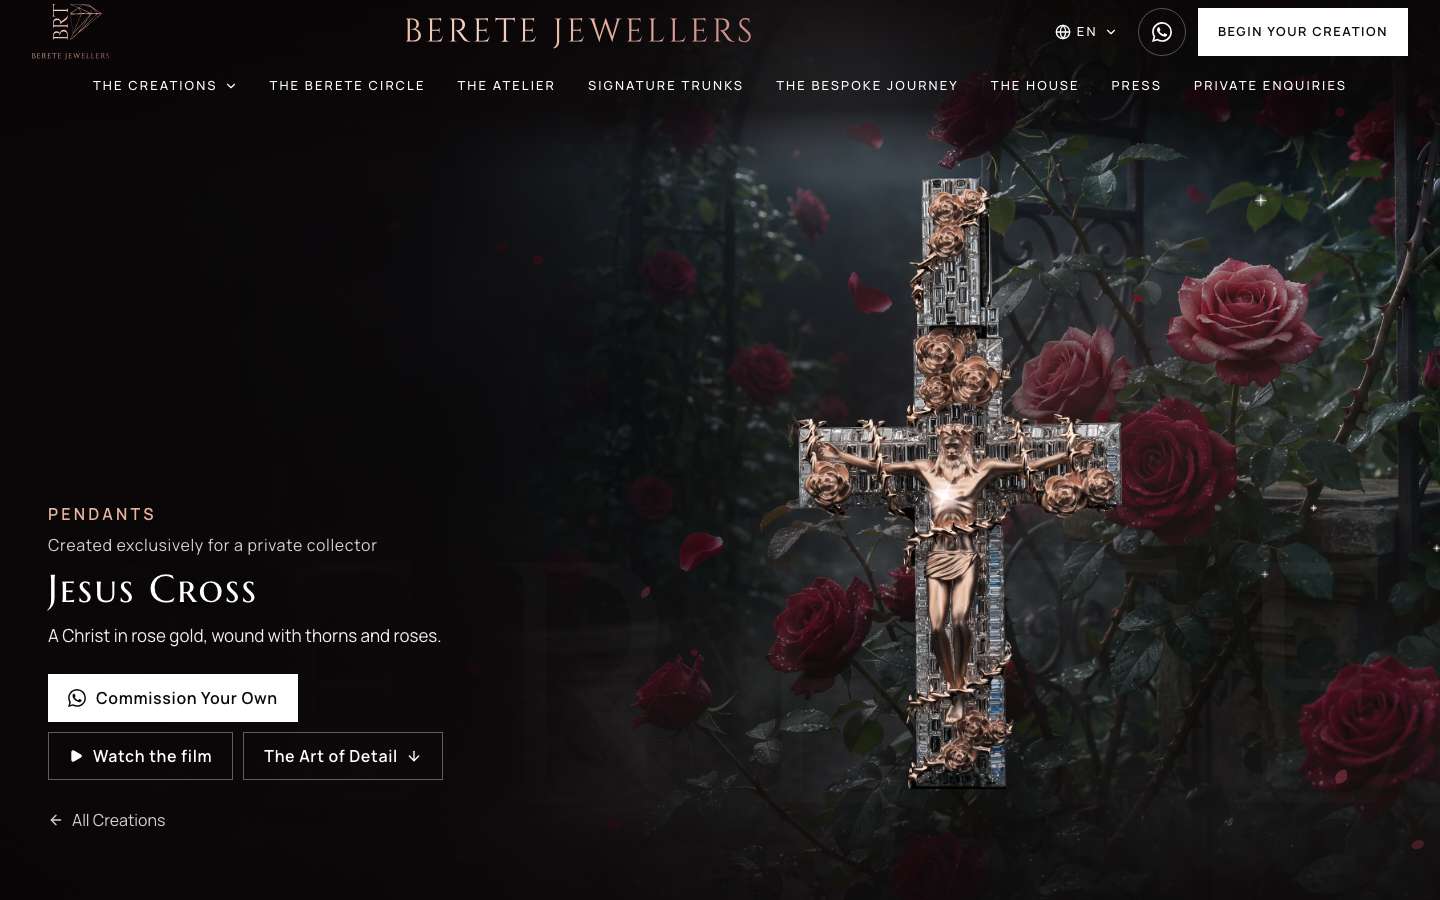 BRT
BERETE JEWELLERS
BERETE JEWELLERS
EN
BEGIN YOUR CREATION
THE CREATIONS
THE BERETE CIRCLE
THE ATELIER
SIGNATURE TRUNKS
THE BESPOKE JOURNEY
THE HOUSE
PRESS
PRIVATE ENQUIRIES
PENDANTS
Created exclusively for a private collector
Jesus Cross
A Christ in rose gold, wound with thorns and roses.
Commission Your Own
Watch the film
The Art of Detail
All Creations